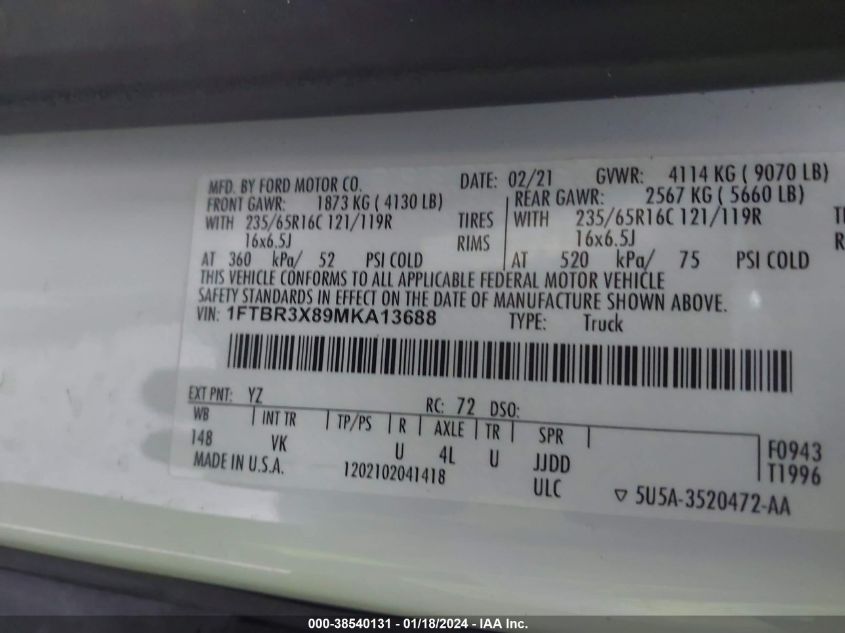 MFD. BY FORD MOTOR CO. DATE: 02/21 GVWR: 4114 KG ( 9070 LB)
FRONT GAWR: 1873 KG ( 4130 LB) REAR GAWR: 2567 KG ( 5660 LB)
WITH 235/65R16C 121/119R TIRES WITH 235/65R16C 121/119R
16x6.5J RIMS 16x6.5J
AT 360 kPa/ 52 PSI COLD AT 520 kPa/ 75 PSI COLD
THIS VEHICLE CONFORMS TO ALL APPLICABLE FEDERAL MOTOR VEHICLE
SAFETY STANDARDS IN EFFECT ON THE DATE OF MANUFACTURE SHOWN ABOVE.
VIN: 1FTBR3X89MKA13688 TYPE: Truck
EXT PNT: YZ RC: 72 DSO:
WB INT TR TP/PS R AXLE TR SPR
148 VK U 4L U JJDD F0943
MADE IN U.S.A. 1202102041418 ULC T1996
5U5A-3520472-AA
000-38540131 - 01/18/2024 - IAA Inc.